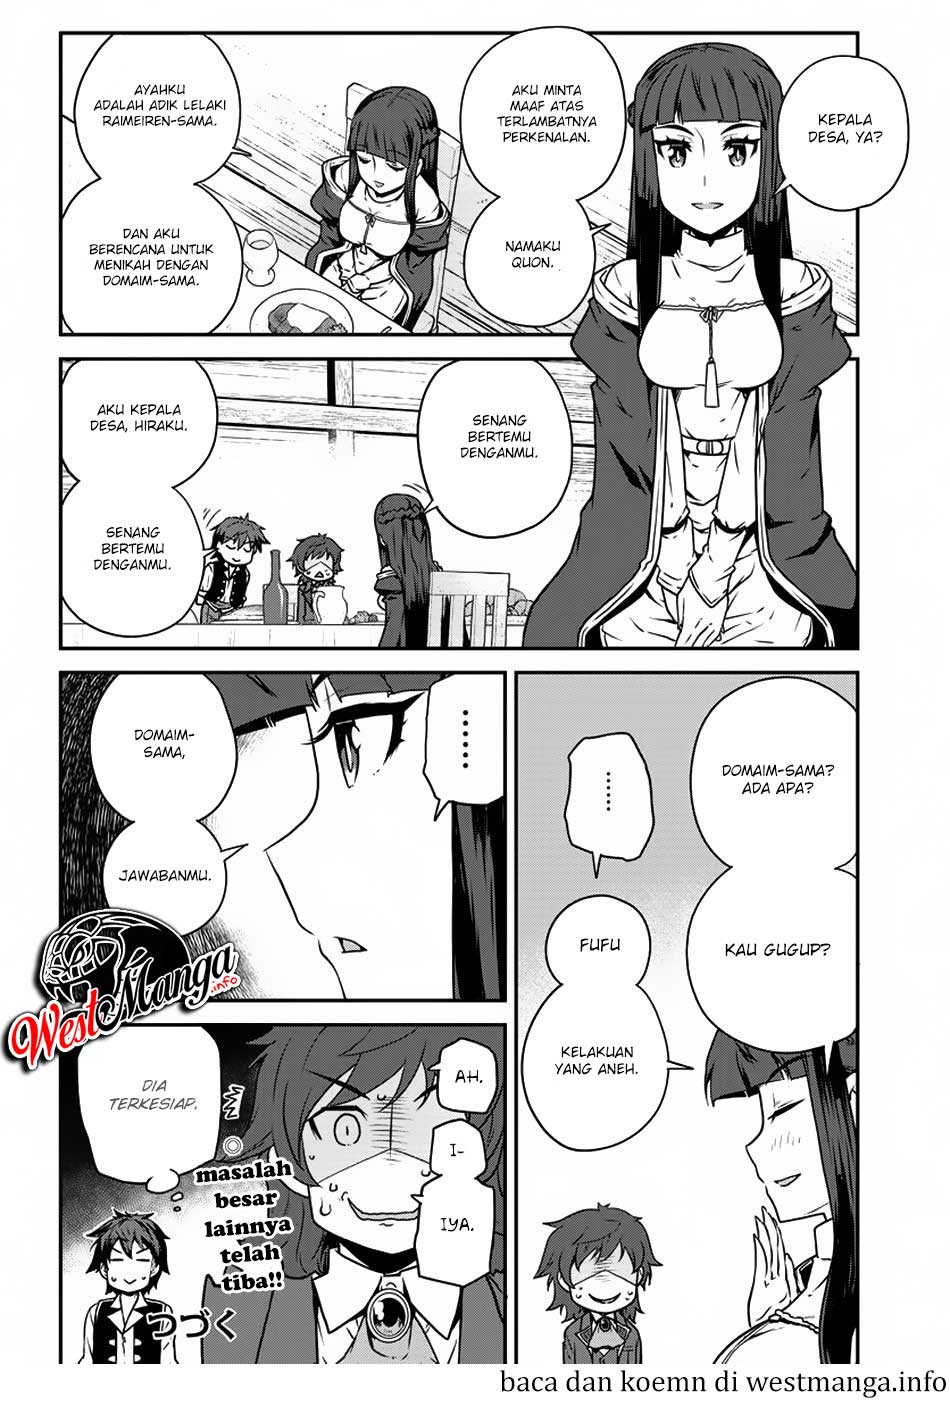 KEPALA
DESA, YA?
AKU MINTA
MAAF ATAS
TERLAMBATNYA
PERKENALAN.
NAMAKU
QUON.
AYAHKU
ADALAH ADIK LELAKI
RAIMEIREN-SAMA.
DAN AKU
BERENCANA UNTUK
MENIKAH DENGAN
DOMAIM-SAMA.
SENANG
BERTEMU
DENGANMU.
AKU KEPALA
DESA, HIRAKU.
SENANG
BERTEMU
DENGANMU.
DOMAIM-SAMA?
ADA APA?
KAU GUGUP?
......
FUFU
KELAKUAN
YANG ANEH.
......
DOMAIM-
SAMA,
JAWABANMU.
WEST MANGA
.info
AH.
I-
IYA.
DIA
TERKESIAP.
masalah
besar
lainnya
telah
tiba!!
つづく
baca dan koemn di westmanga.info